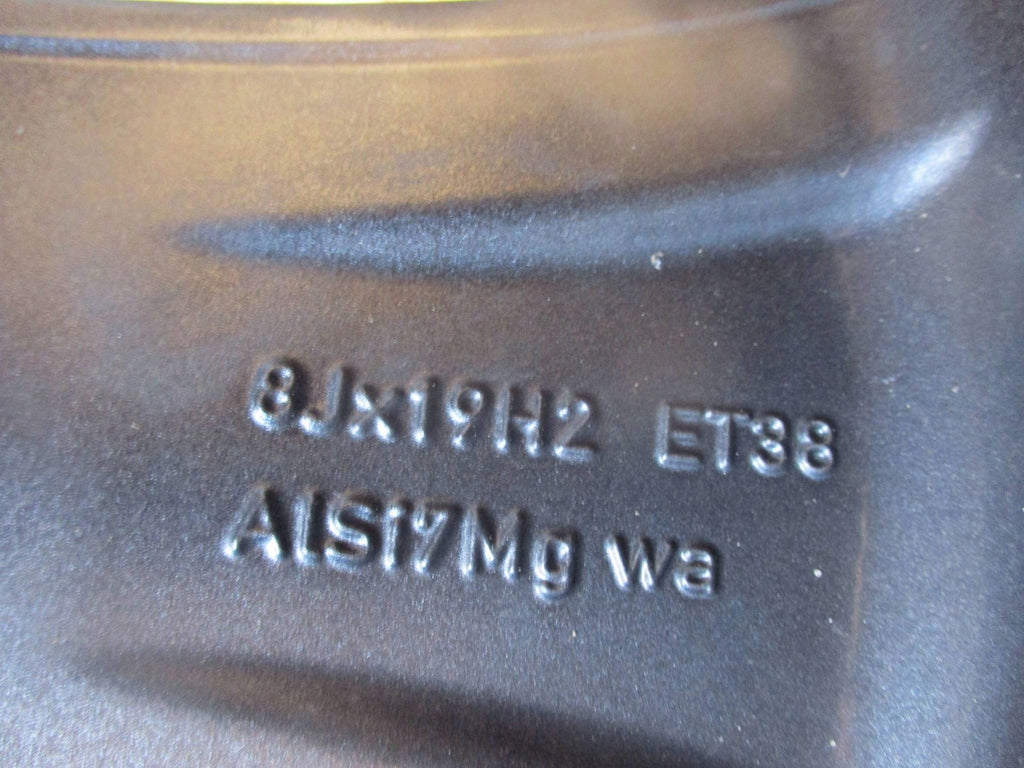 8Jx19H2 ET38
AlSi7Mg wa